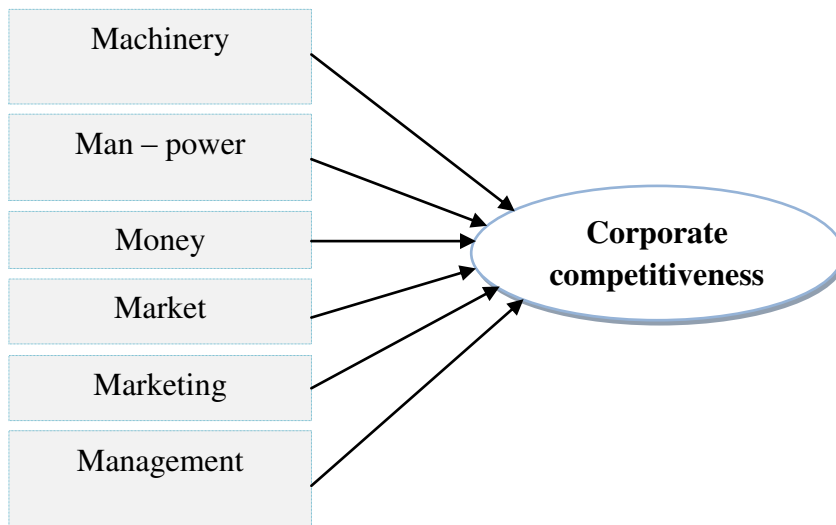 Machinery
Man – power
Money
Market
Marketing
Management
Corporate
competitiveness